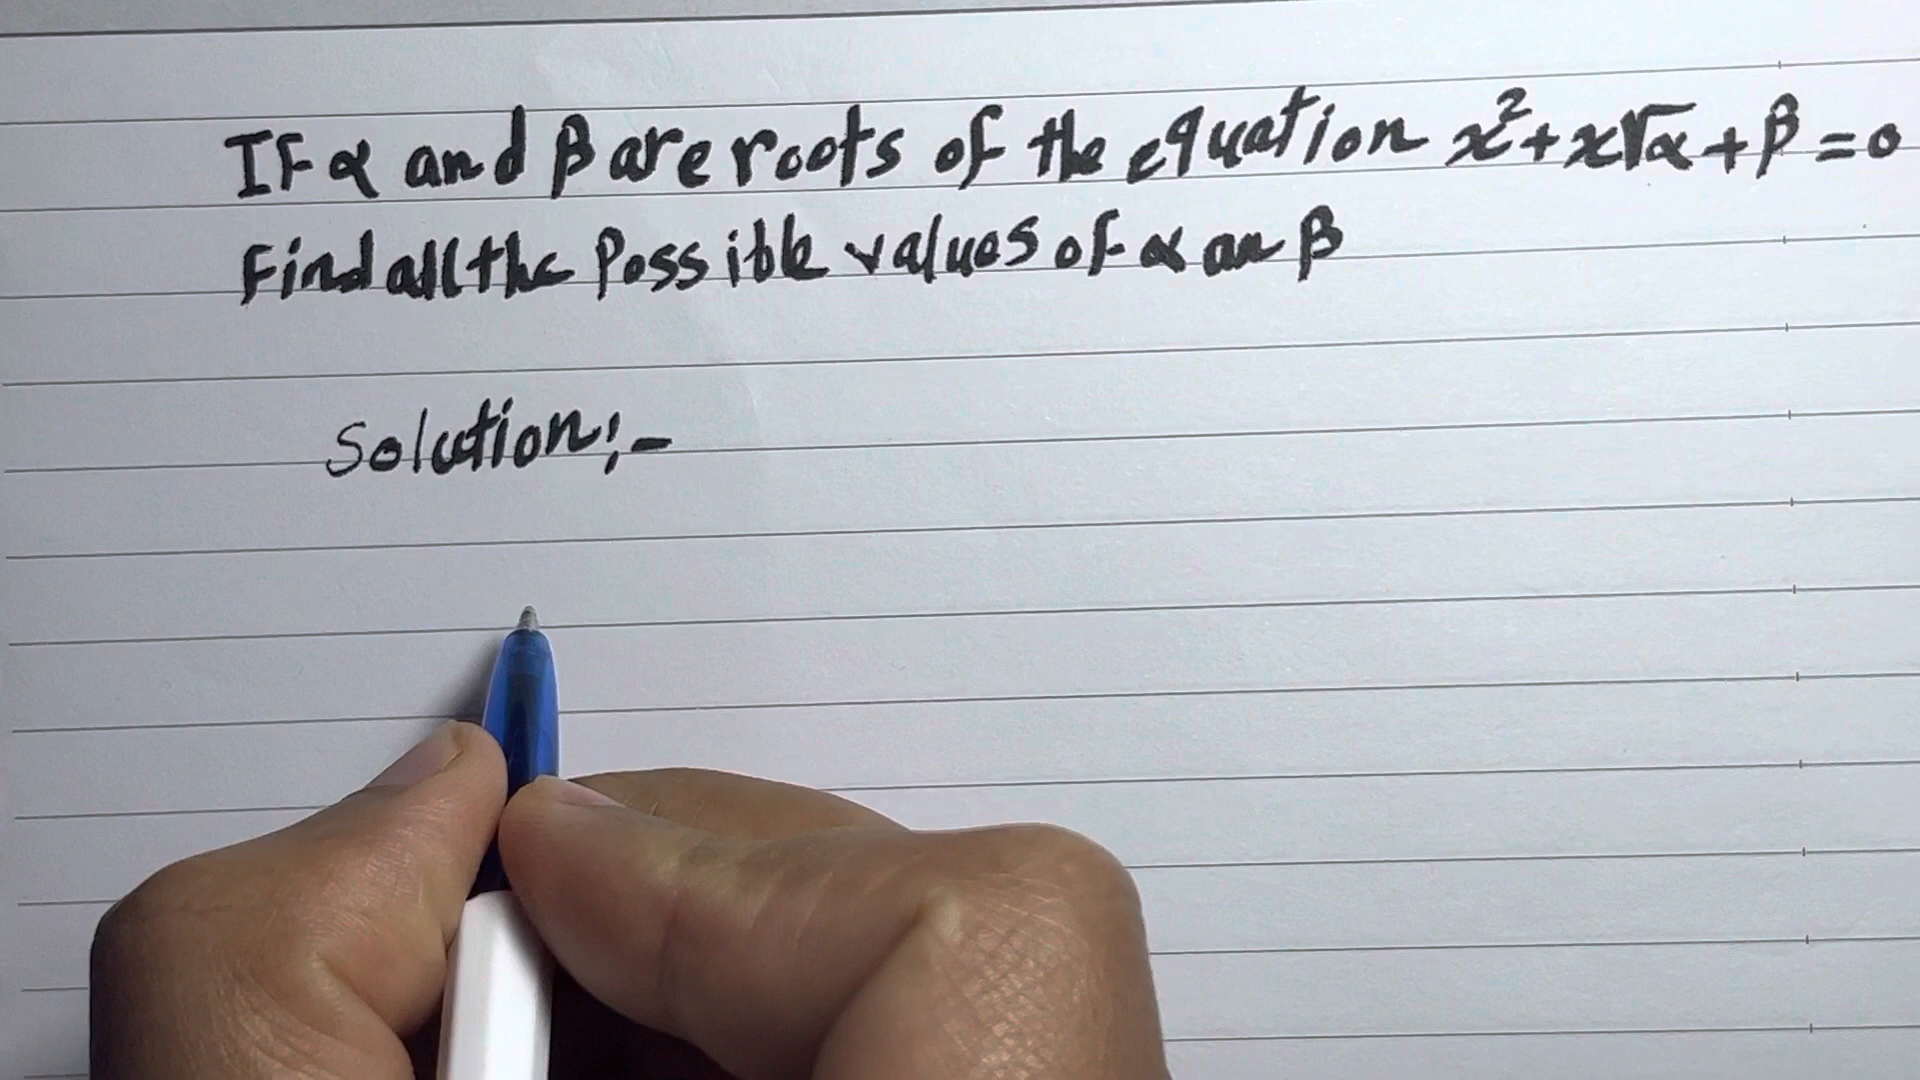 If α and β are roots of the equation x²+x√α+β=0
Find all the Possible values of α an β
Solution:-